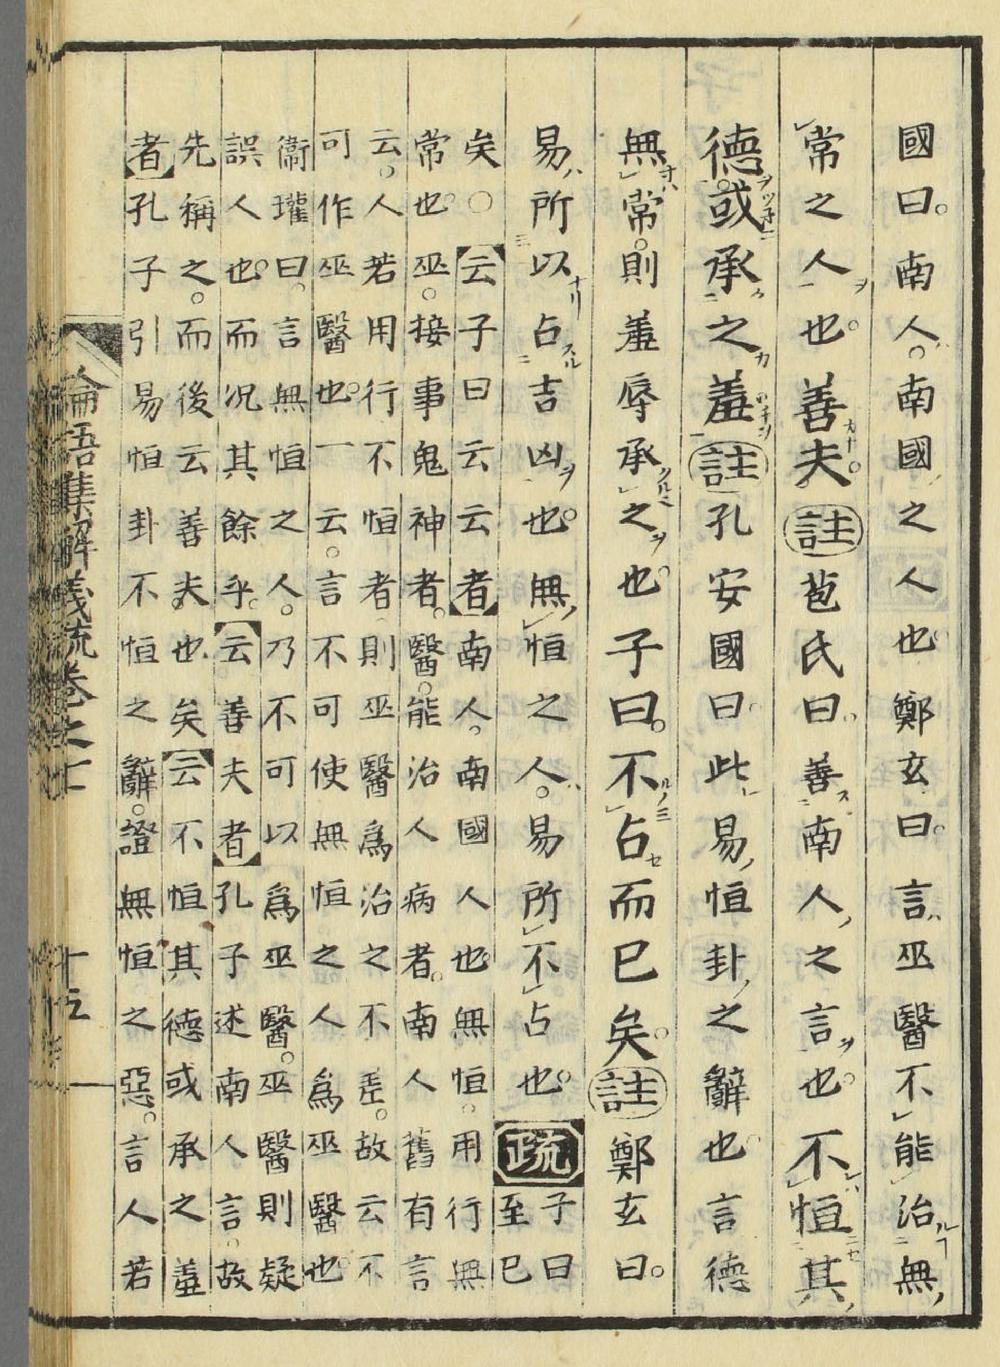 國曰南人南國之人也鄭玄曰言巫醫不能治無
常之人也善夫註苞氏曰善南人之言也不恒其
德或承之羞註孔安國曰此易恒卦之辭也言德
無常則羞辱承之也子曰不占而已矣註鄭玄曰
易所以占吉凶也無恒之人易所不占也疏子曰至已
矣○云子曰云云者南人南國人也無恒用行無
常也巫接事鬼神者醫能治人病者南人舊有言
云人若用行不恒者則巫醫爲治之不差故云不
可作巫醫也一云言不可使無恒之人爲巫醫也
衞瓘曰言無恒之人乃不可以爲巫醫巫醫則疑
誤人也而况其餘乎云善夫者孔子述南人言故
先稱之而後云善夫也矣云不恒其德或承之羞
者孔子引易恒卦不恒之辭證無恒之惡言人若
論語集解義疏卷之七
十五